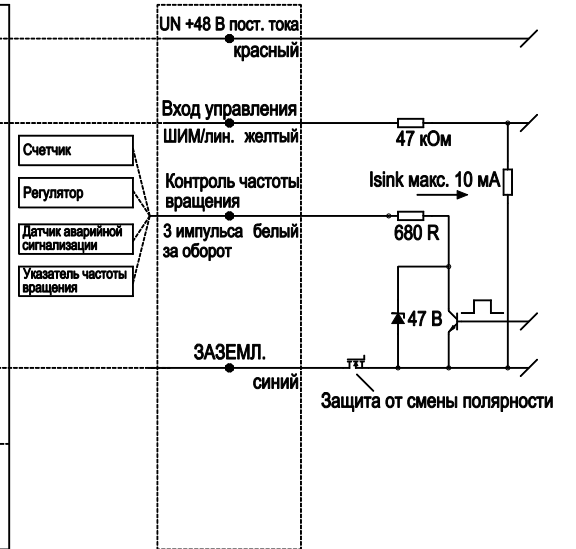 UN +48 В пост. тока
красный
Вход управления
ШИМ/лин. желтый
47 кОм
Счетчик
Регулятор
Датчик аварийной
сигнализации
Указатель частоты
вращения
Контроль частоты
вращения
3 импульса белый
за оборот
Isink макс. 10 мА
680 R
47 В
ЗАЗЕМЛ.
синий
Защита от смены полярности